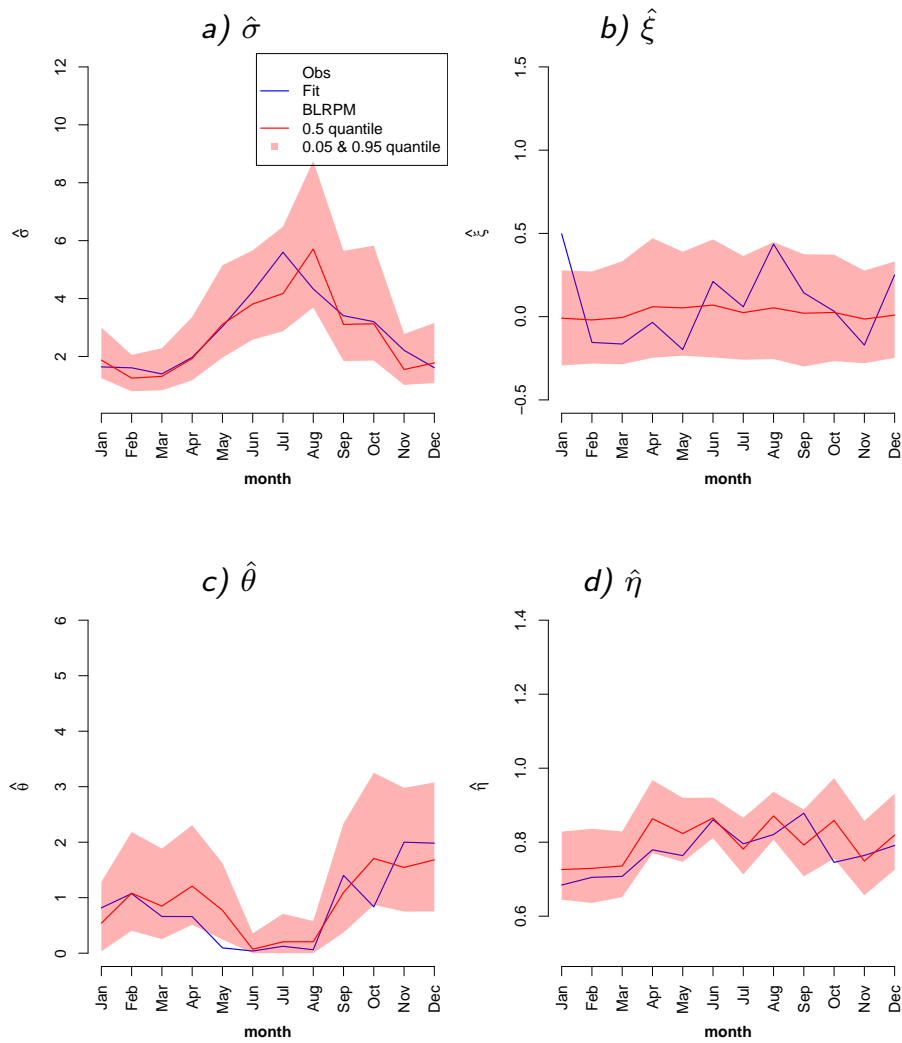 a) σ̂
b) ξ̂
12
10
8
6
4
2
σ̂
Obs
Fit
BLRPM
0.5 quantile
0.05 & 0.95 quantile
Jan Feb Mar Apr May Jun Jul Aug Sep Oct Nov Dec
month
1.5
1.0
0.5
0.0
−0.5
ξ̂
Jan Feb Mar Apr May Jun Jul Aug Sep Oct Nov Dec
month
c) θ̂
d) η̂
6
5
4
3
2
1
0
θ̂
Jan Feb Mar Apr May Jun Jul Aug Sep Oct Nov Dec
month
1.4
1.2
1.0
0.8
0.6
η̂
Jan Feb Mar Apr May Jun Jul Aug Sep Oct Nov Dec
month